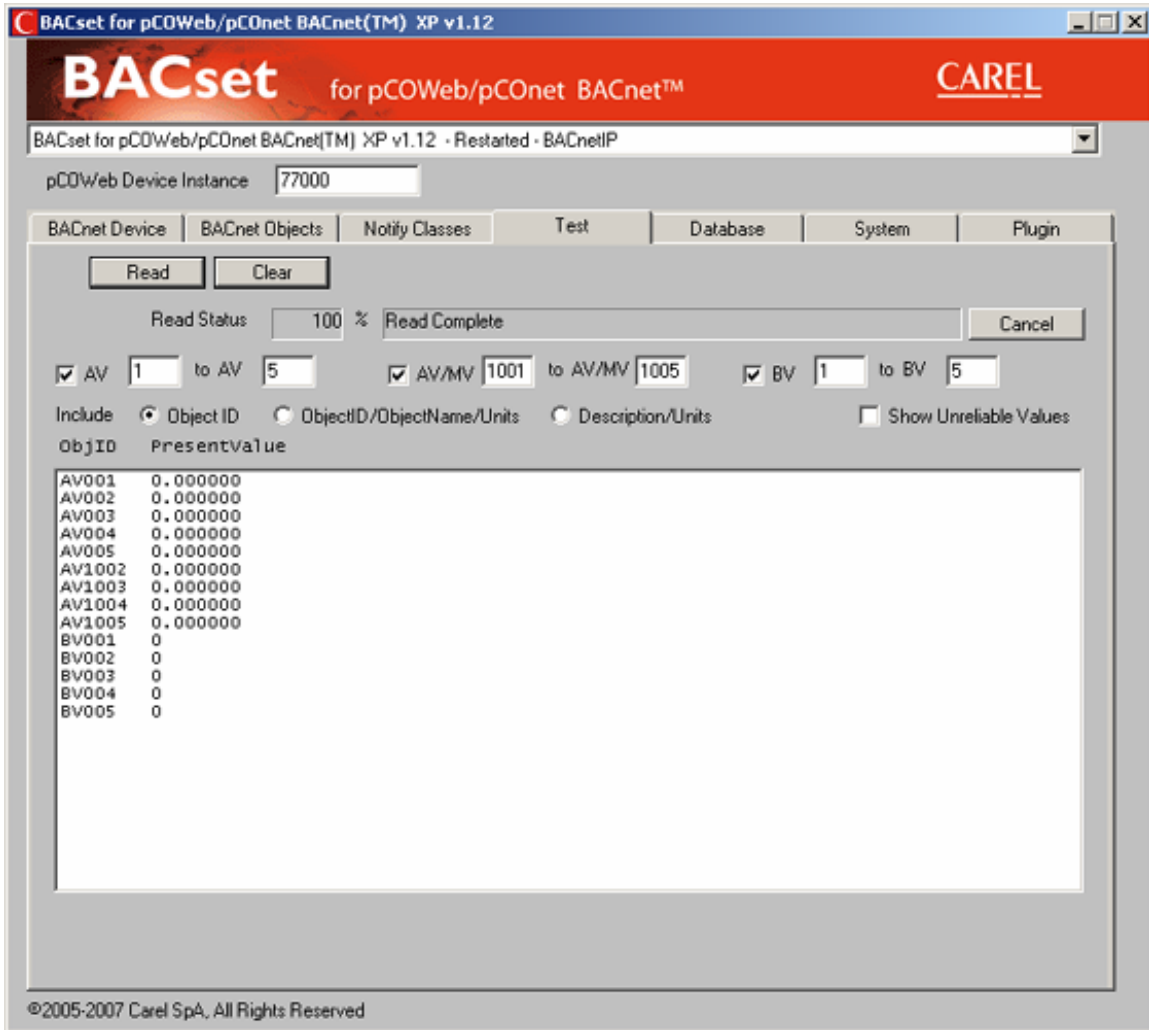 BACset for pCOWeb/pCOnet BACnet(TM) XP v1.12
BACset for pCOWeb/pCOnet BACnet™ CAREL
BACset for pCOWeb/pCOnet BACnet(TM) XP v1.12 - Restarted - BACnetIP
pCOWeb Device Instance 77000
BACnet Device BACnet Objects Notify Classes Test Database System Plugin
Read Clear
Read Status 100 % Read Complete Cancel
AV 1 to AV 5 AV/MV 1001 to AV/MV 1005 BV 1 to BV 5
Include Object ID ObjectID/ObjectName/Units Description/Units Show Unreliable Values
ObjID PresentValue
AV001 0.000000
AV002 0.000000
AV003 0.000000
AV004 0.000000
AV005 0.000000
AV1002 0.000000
AV1003 0.000000
AV1004 0.000000
AV1005 0.000000
BV001 0
BV002 0
BV003 0
BV004 0
BV005 0
©2005-2007 Carel SpA, All Rights Reserved